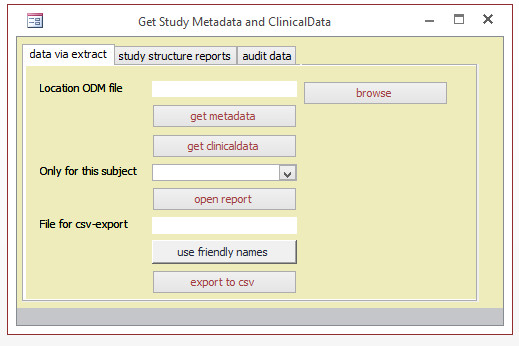 Get Study Metadata and ClinicalData
data via extract study structure reports audit data
Location ODM file browse
get metadata
get clinicaldata
Only for this subject
open report
File for csv-export
use friendly names
export to csv